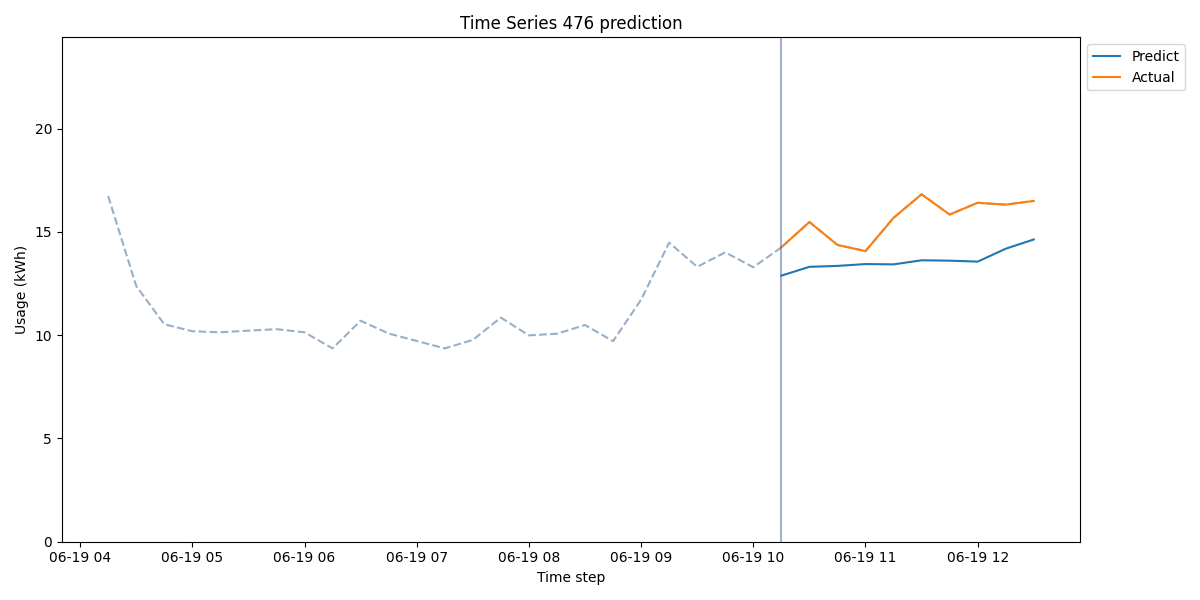 Time Series 476 prediction
Predict
Actual
20
15
10
5
0
Usage (kWh)
06-19 04 06-19 05 06-19 06 06-19 07 06-19 08 06-19 09 06-19 10 06-19 11 06-19 12
Time step